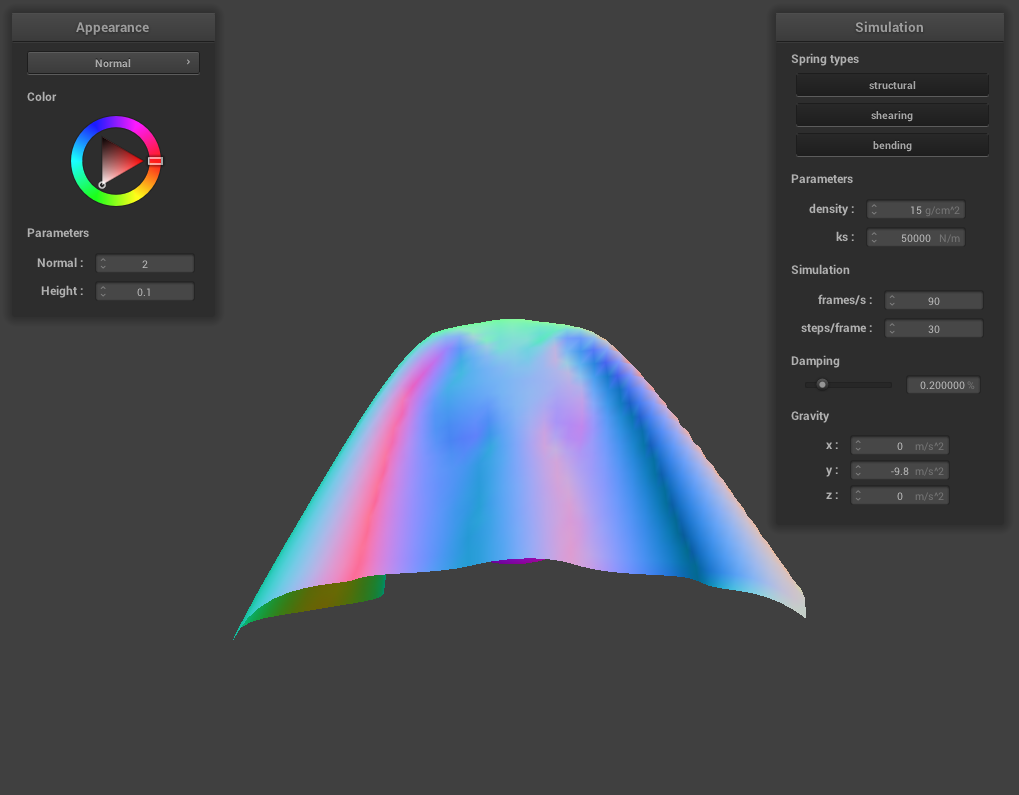 Appearance
Normal ›
Color
Parameters
Normal : 2
Height : 0.1
Simulation
Spring types
structural
shearing
bending
Parameters
density : 15 g/cm^2
ks : 50000 N/m
Simulation
frames/s : 90
steps/frame : 30
Damping
0.200000 %
Gravity
x : 0 m/s^2
y : -9.8 m/s^2
z : 0 m/s^2